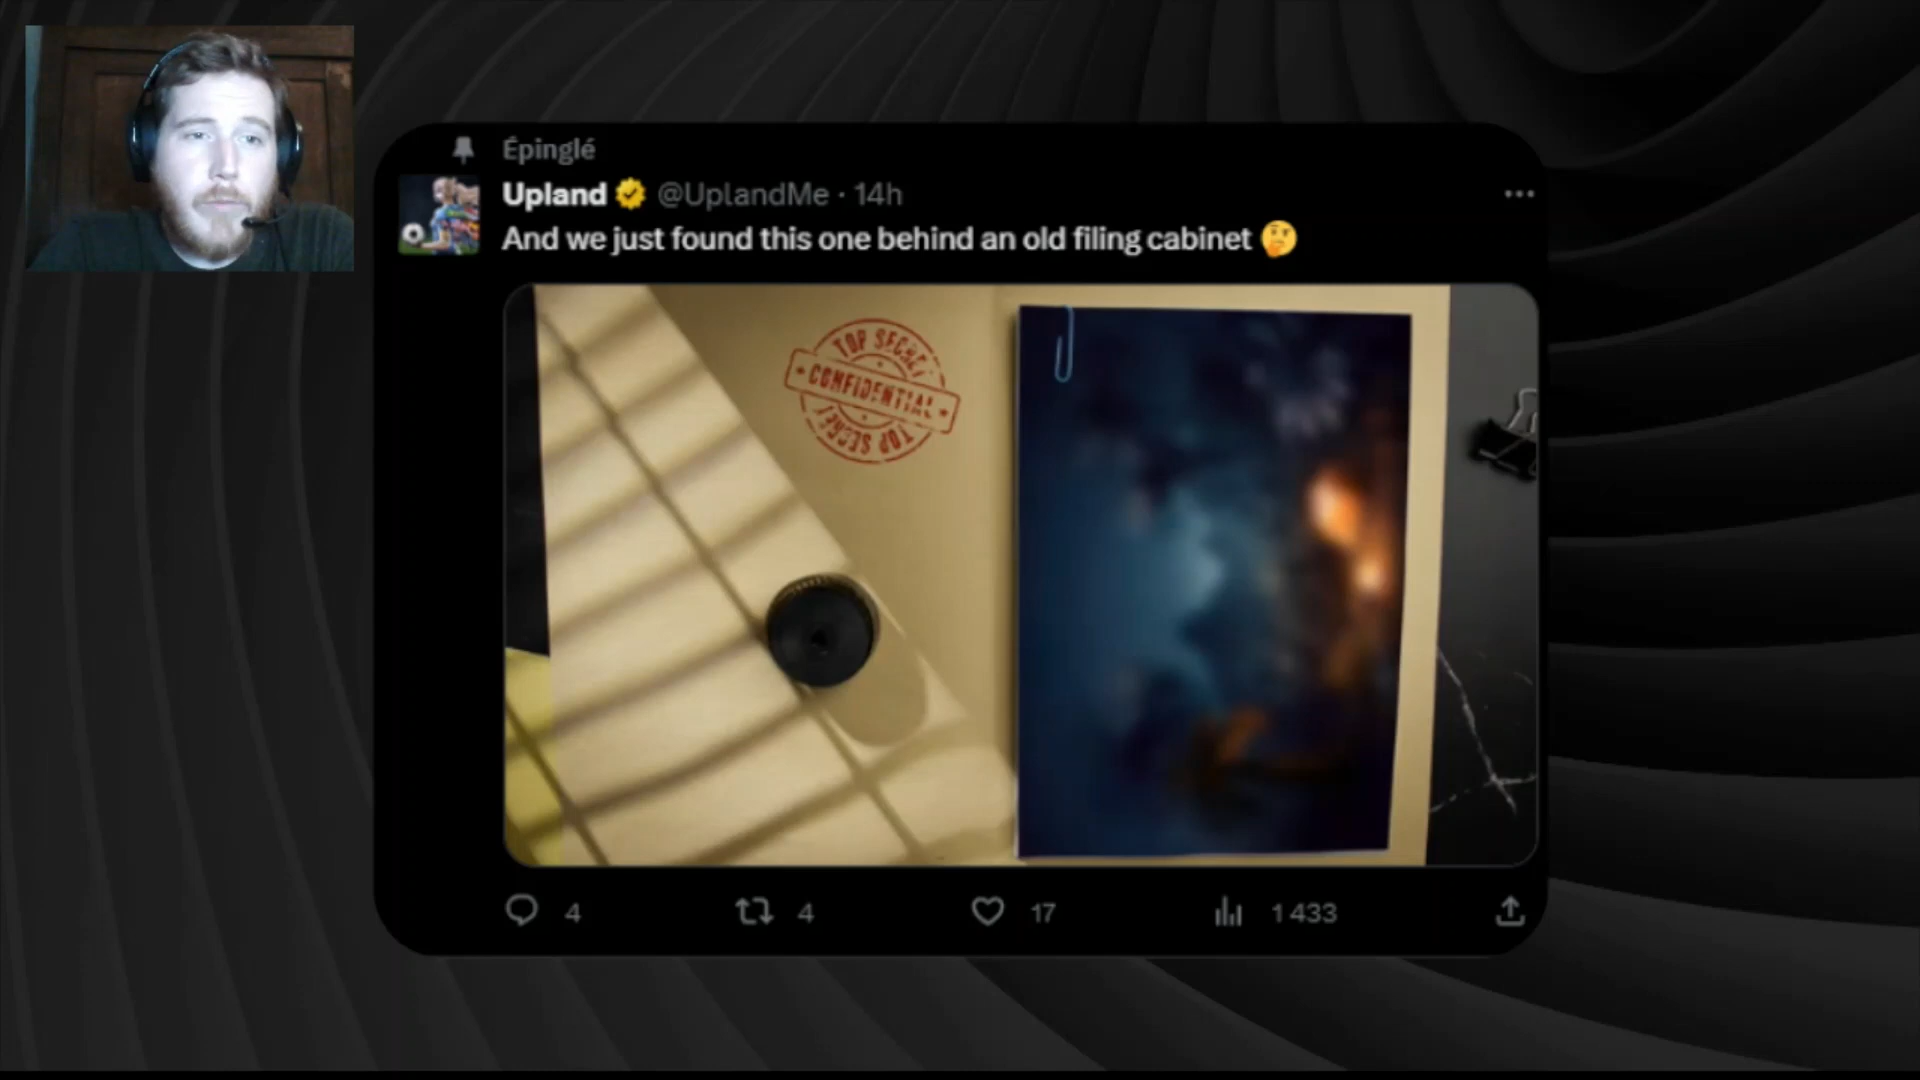 Épinglé
Upland @UplandMe · 14h
And we just found this one behind an old filing cabinet 🤔
TOP SECRET
CONFIDENTIAL
TOP SECRET
4 4 17 1 433